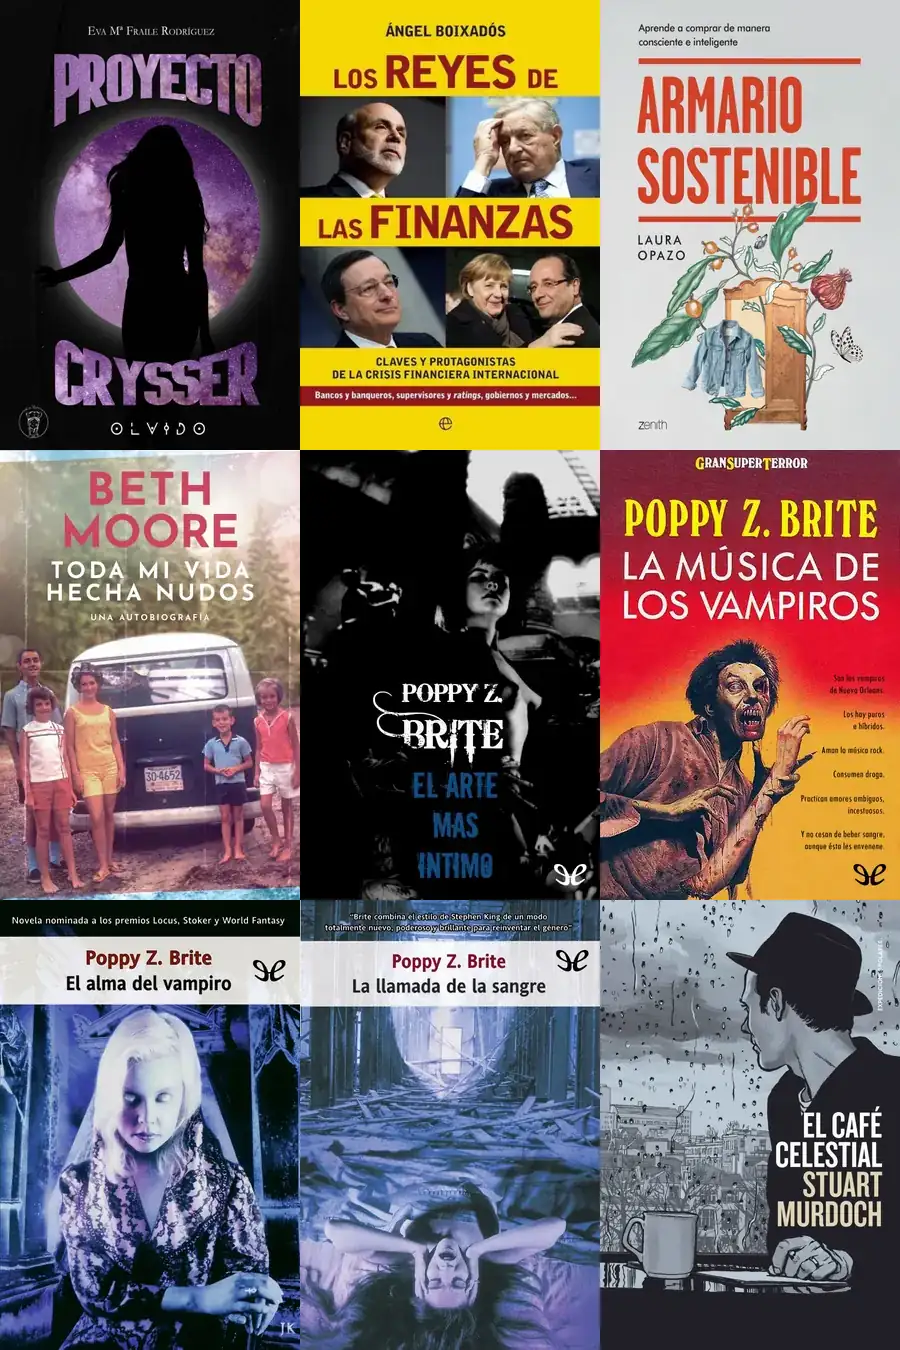 Eva Mª Fraile Rodríguez
PROYECTO
CRYSSER
OLVIDO
ÁNGEL BOIXADÓS
LOS REYES DE
LAS FINANZAS
CLAVES Y PROTAGONISTAS
DE LA CRISIS FINANCIERA INTERNACIONAL
Bancos y banqueros, supervisores y ratings, gobiernos y mercados...
e
Aprende a comprar de manera
consciente e inteligente
ARMARIO
SOSTENIBLE
LAURA
OPAZO
zenith
BETH
MOORE
TODA MI VIDA
HECHA NUDOS
UNA AUTOBIOGRAFÍA
30-4652
POPPY Z.
BRITE
EL ARTE
MAS
INTIMO
GRANSUPERTERROR
POPPY Z. BRITE
LA MÚSICA DE
LOS VAMPIROS
Son los vampiros
de Nueva Orleans.
Los hay puros
e híbridos.
Aman la música rock.
Consumen droga.
Practican amores ambiguos,
incestuosos.
Y no cesan de beber sangre,
aunque ésta les envenene.
Novela nominada a los premios Locus, Stoker y World Fantasy
Poppy Z. Brite
El alma del vampiro
JK
"Brite combina el estilo de Stephen King de un modo
totalmente nuevo, poderoso y brillante para reinventar el género"
Poppy Z. Brite
La llamada de la sangre
EL CAFÉ
CELESTIAL
STUART
MURDOCH